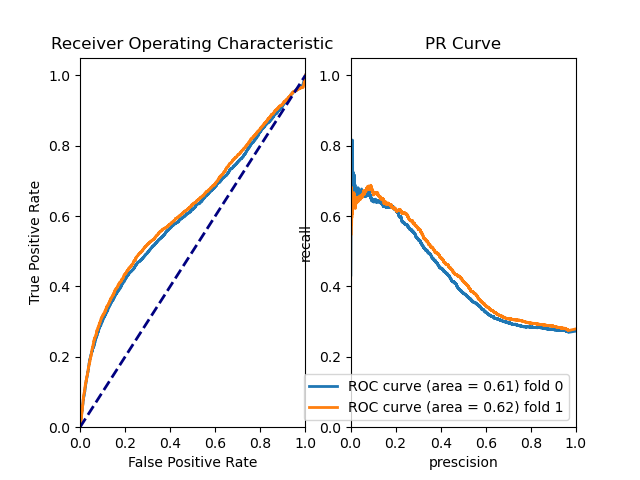 Receiver Operating Characteristic
PR Curve
True Positive Rate
1.0
0.8
0.6
0.4
0.2
0.0
0.0 0.2 0.4 0.6 0.8 1.0
False Positive Rate
recall
1.0
0.8
0.6
0.4
0.2
0.0
ROC curve (area = 0.61) fold 0
ROC curve (area = 0.62) fold 1
0.0 0.2 0.4 0.6 0.8 1.0
prescision